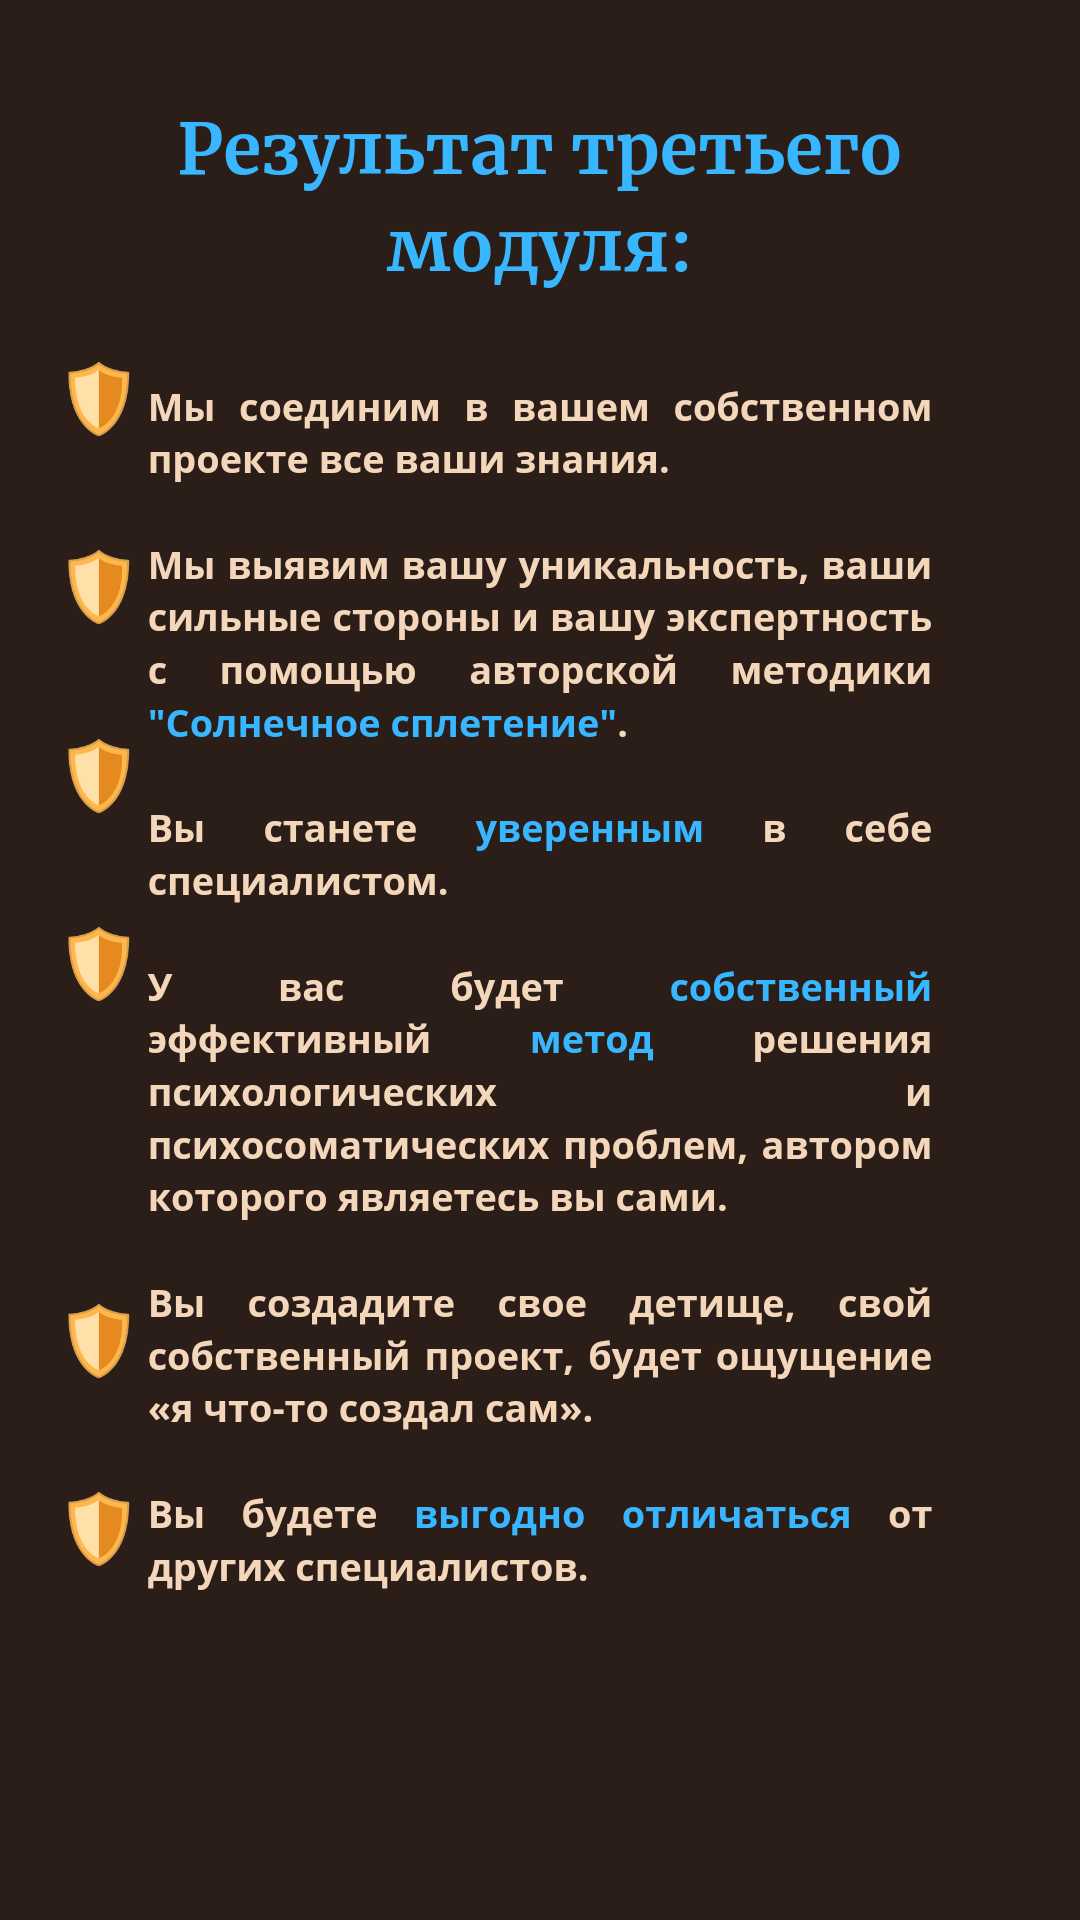 Результат третьего
модуля:
Мы соединим в вашем собственном
проекте все ваши знания.
Мы выявим вашу уникальность, ваши
сильные стороны и вашу экспертность
с помощью авторской методики
"Солнечное сплетение".
Вы станете уверенным в себе
специалистом.
У вас будет собственный
эффективный метод решения
психологических и
психосоматических проблем, автором
которого являетесь вы сами.
Вы создадите свое детище, свой
собственный проект, будет ощущение
«я что-то создал сам».
Вы будете выгодно отличаться от
других специалистов.